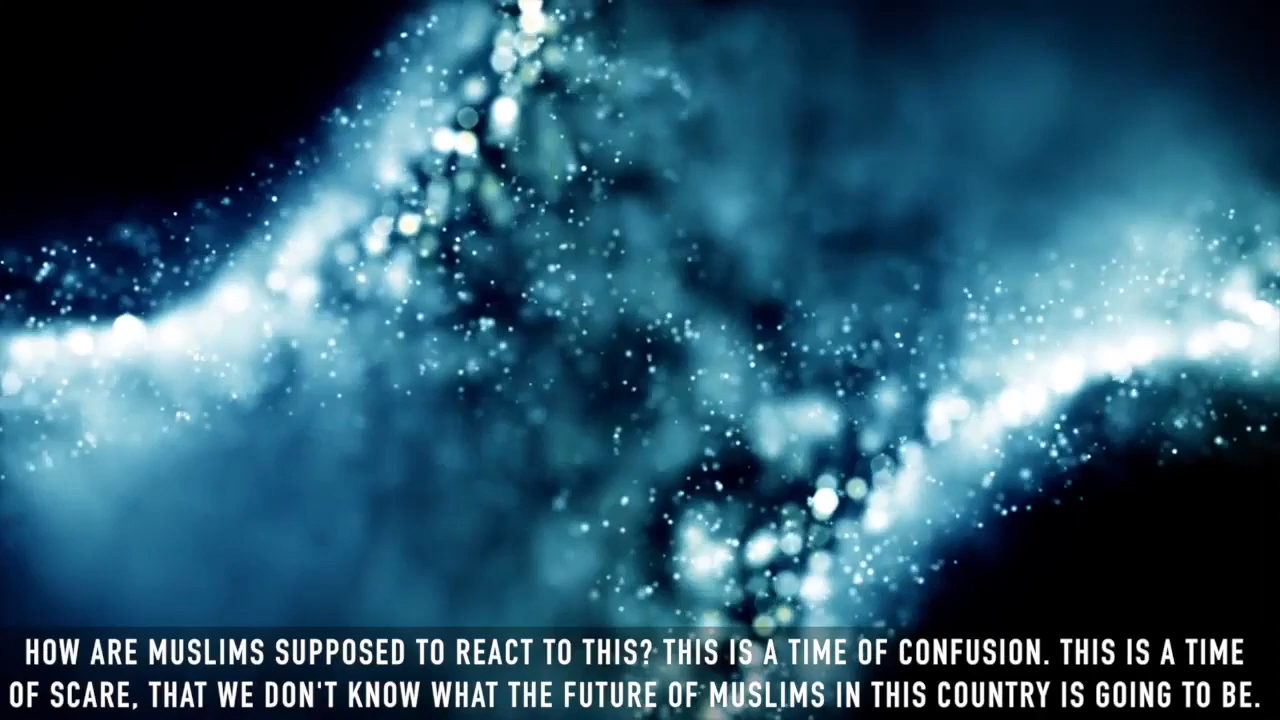 HOW ARE MUSLIMS SUPPOSED TO REACT TO THIS? THIS IS A TIME OF CONFUSION. THIS IS A TIME
OF SCARE, THAT WE DON'T KNOW WHAT THE FUTURE OF MUSLIMS IN THIS COUNTRY IS GOING TO BE.